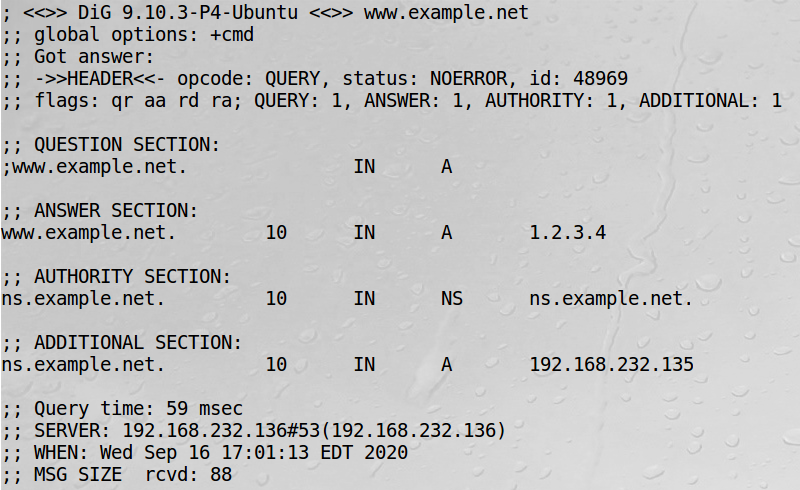 ; <<>> DiG 9.10.3-P4-Ubuntu <<>> www.example.net
;; global options: +cmd
;; Got answer:
;; ->>HEADER<<- opcode: QUERY, status: NOERROR, id: 48969
;; flags: qr aa rd ra; QUERY: 1, ANSWER: 1, AUTHORITY: 1, ADDITIONAL: 1
;; QUESTION SECTION:
;www.example.net. IN A
;; ANSWER SECTION:
www.example.net. 10 IN A 1.2.3.4
;; AUTHORITY SECTION:
ns.example.net. 10 IN NS ns.example.net.
;; ADDITIONAL SECTION:
ns.example.net. 10 IN A 192.168.232.135
;; Query time: 59 msec
;; SERVER: 192.168.232.136#53(192.168.232.136)
;; WHEN: Wed Sep 16 17:01:13 EDT 2020
;; MSG SIZE rcvd: 88